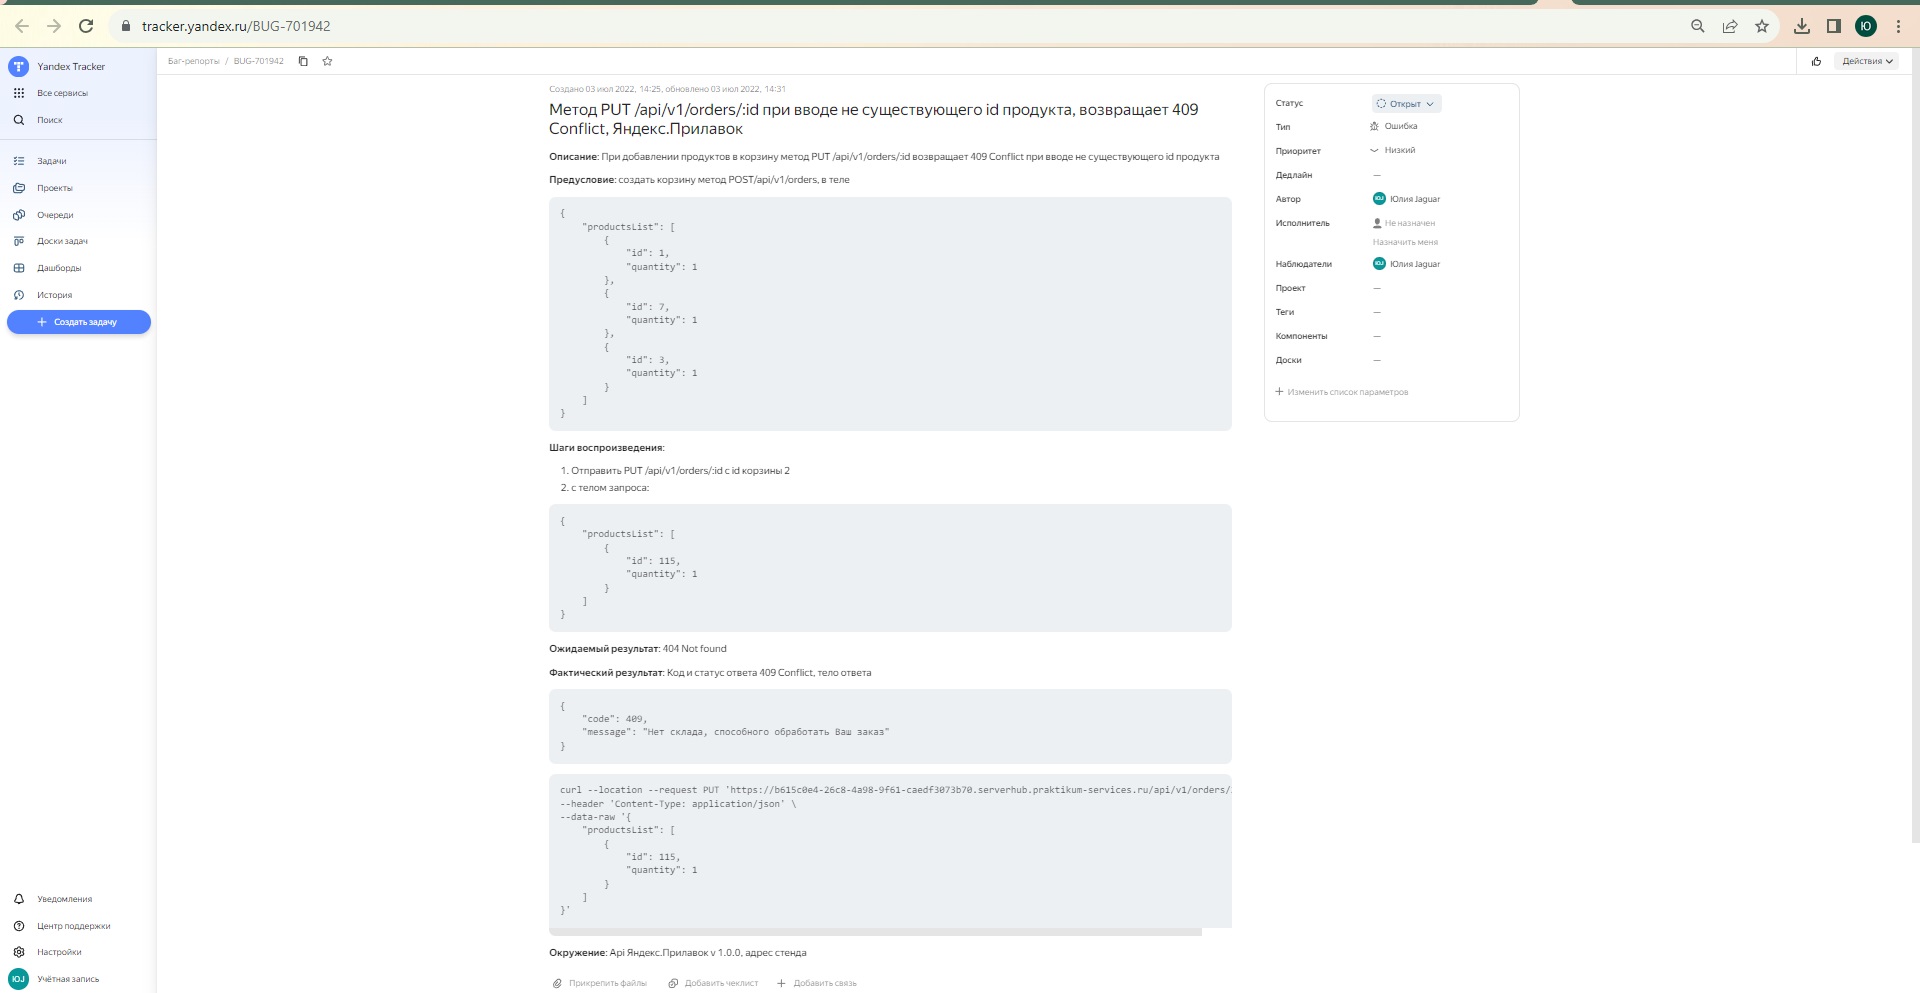 tracker.yandex.ru/BUG-701942
Ю
Yandex Tracker
Все сервисы
Поиск
Задачи
Проекты
Очереди
Доски задач
Дашборды
История
Создать задачу
Уведомления
Центр поддержки
Настройки
ЮJ
Учётная запись
Баг-репорты / BUG-701942
Действия
Создано 03 июл 2022, 14:25, обновлено 03 июл 2022, 14:31
Метод PUT /api/v1/orders/:id при вводе не существующего id продукта, возвращает 409
Conflict, Яндекс.Прилавок
Описание: При добавлении продуктов в корзину метод PUT /api/v1/orders/:id возвращает 409 Conflict при вводе не существующего id продукта
Предусловие: создать корзину метод POST/api/v1/orders, в теле
{
"productsList": [
{
"id": 1,
"quantity": 1
},
{
"id": 7,
"quantity": 1
},
{
"id": 3,
"quantity": 1
}
]
}
Шаги воспроизведения:
1. Отправить PUT /api/v1/orders/:id с id корзины 2
2. с телом запроса:
{
"productsList": [
{
"id": 115,
"quantity": 1
}
]
}
Ожидаемый результат: 404 Not found
Фактический результат: Код и статус ответа 409 Conflict, тело ответа
{
"code": 409,
"message": "Нет склада, способного обработать Ваш заказ"
}
curl --location --request PUT 'https://b615c0e4-26c8-4a98-9f61-caedf3073b70.serverhub.praktikum-services.ru/api/v1/orders/
--header 'Content-Type: application/json' \
--data-raw '{
"productsList": [
{
"id": 115,
"quantity": 1
}
]
}'
Окружение: Api Яндекс.Прилавок v 1.0.0, адрес стенда
Прикрепить файлы Добавить чеклист Добавить связь
Статус Открыт
Тип Ошибка
Приоритет Низкий
Дедлайн —
Автор ЮJ Юлия Jaguar
Исполнитель Не назначен
Назначить меня
Наблюдатели ЮJ Юлия Jaguar
Проект —
Теги —
Компоненты —
Доски —
Изменить список параметров